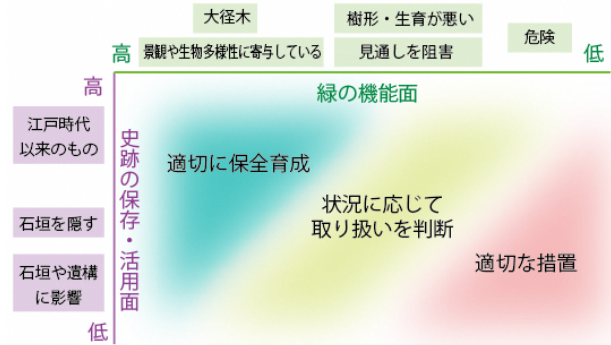 大径木
樹形・生育が悪い
危険
高
景観や生物多様性に寄与している
見通しを阻害
低
高
緑の機能面
江戸時代
以来のもの
史跡の保存・活用面
適切に保全育成
状況に応じて
取り扱いを判断
石垣を隠す
適切な措置
石垣や遺構
に影響
低